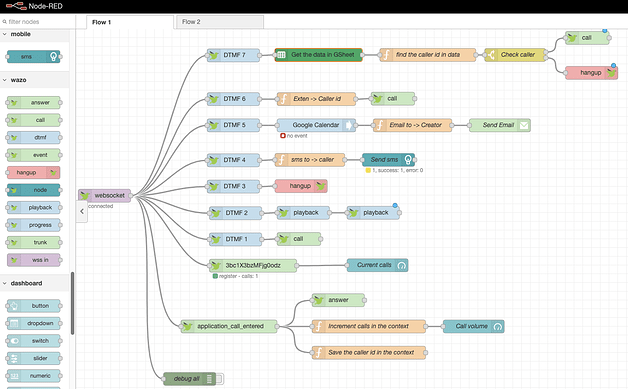 Node-RED
filter nodes
Flow 1
Flow 2
mobile
sms
wazo
answer
call
dtmf
event
hangup
node
playback
progress
trunk
wss in
dashboard
button
dropdown
switch
slider
numeric
websocket
connected
DTMF 7
Get the data in GSheet
find the caller id in data
Check caller
call
hangup
DTMF 6
Exten -> Caller id
call
DTMF 5
Google Calendar
no event
Email to -> Creator
Send Email
DTMF 4
sms to -> caller
Send sms
1, success: 1, error: 0
DTMF 3
hangup
DTMF 2
playback
playback
DTMF 1
call
3bc1X3bzMFjg0odz
register - calls: 1
Current calls
application_call_entered
answer
Increment calls in the context
Call volume
Save the caller id in the context
debug all